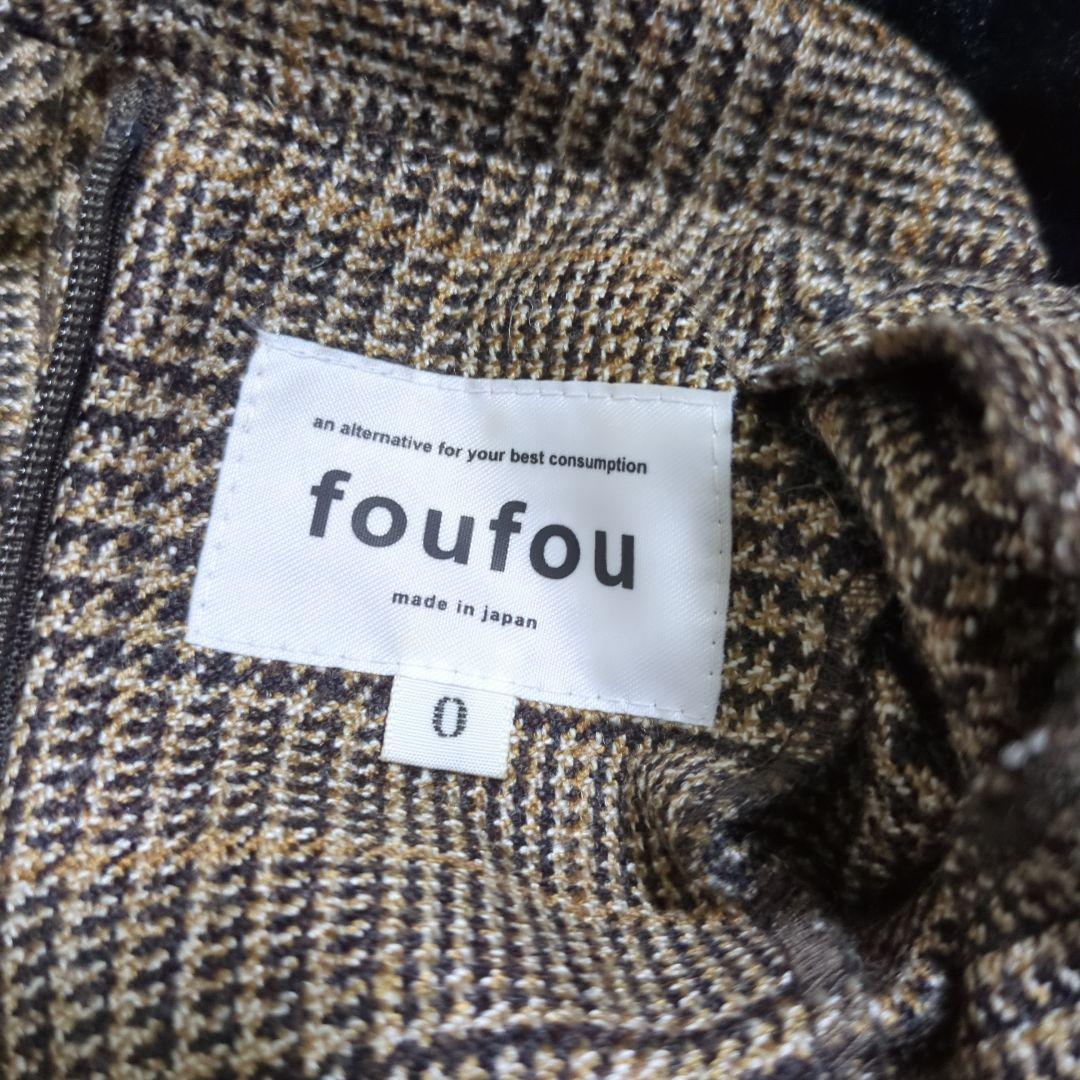 an alternative for your best consumption
foufou
made in japan
0